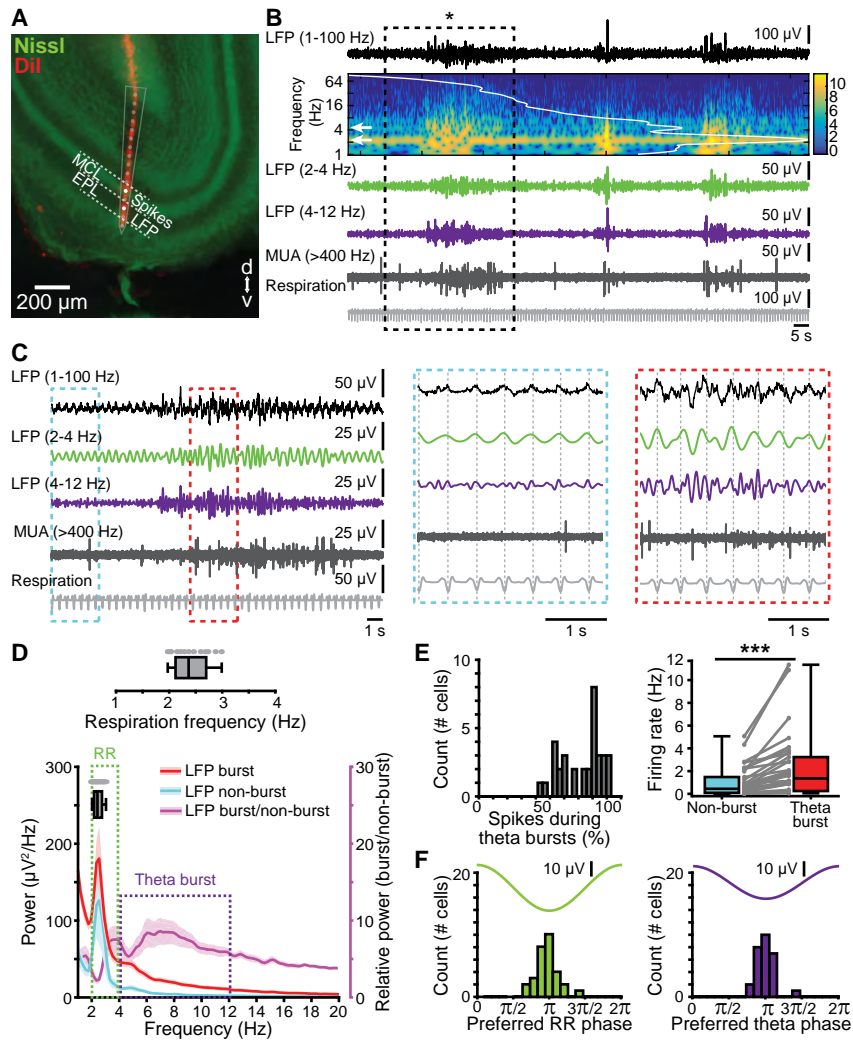 A
Nissl
DiI
MCL
EPL
Spikes
LFP
200 µm
d
v
B
*
LFP (1-100 Hz)
100 µV
Frequency
(Hz)
64
16
4
1
10
8
6
4
2
0
LFP (2-4 Hz)
50 µV
LFP (4-12 Hz)
50 µV
MUA (>400 Hz)
50 µV
Respiration
100 µV
5 s
C
LFP (1-100 Hz)
50 µV
LFP (2-4 Hz)
25 µV
LFP (4-12 Hz)
25 µV
MUA (>400 Hz)
25 µV
Respiration
50 µV
1 s
1 s
1 s
D
1 2 3 4
Respiration frequency (Hz)
RR
LFP burst
LFP non-burst
LFP burst/non-burst
Theta burst
300
200
100
50
0
Power (µV²/Hz)
30
20
10
5
0
Relative power (burst/non-burst)
2 4 6 8 10 12 14 16 18 20
Frequency (Hz)
E
10
5
0
Count (# cells)
0 50 100
Spikes during
theta bursts (%)
***
12
10
8
6
4
2
0
Firing rate (Hz)
Non-burst
Theta
burst
F
10 µV
20
10
0
Count (# cells)
0 π/2 π 3π/2 2π
Preferred RR phase
10 µV
20
10
0
Count (# cells)
0 π/2 π 3π/2 2π
Preferred theta phase